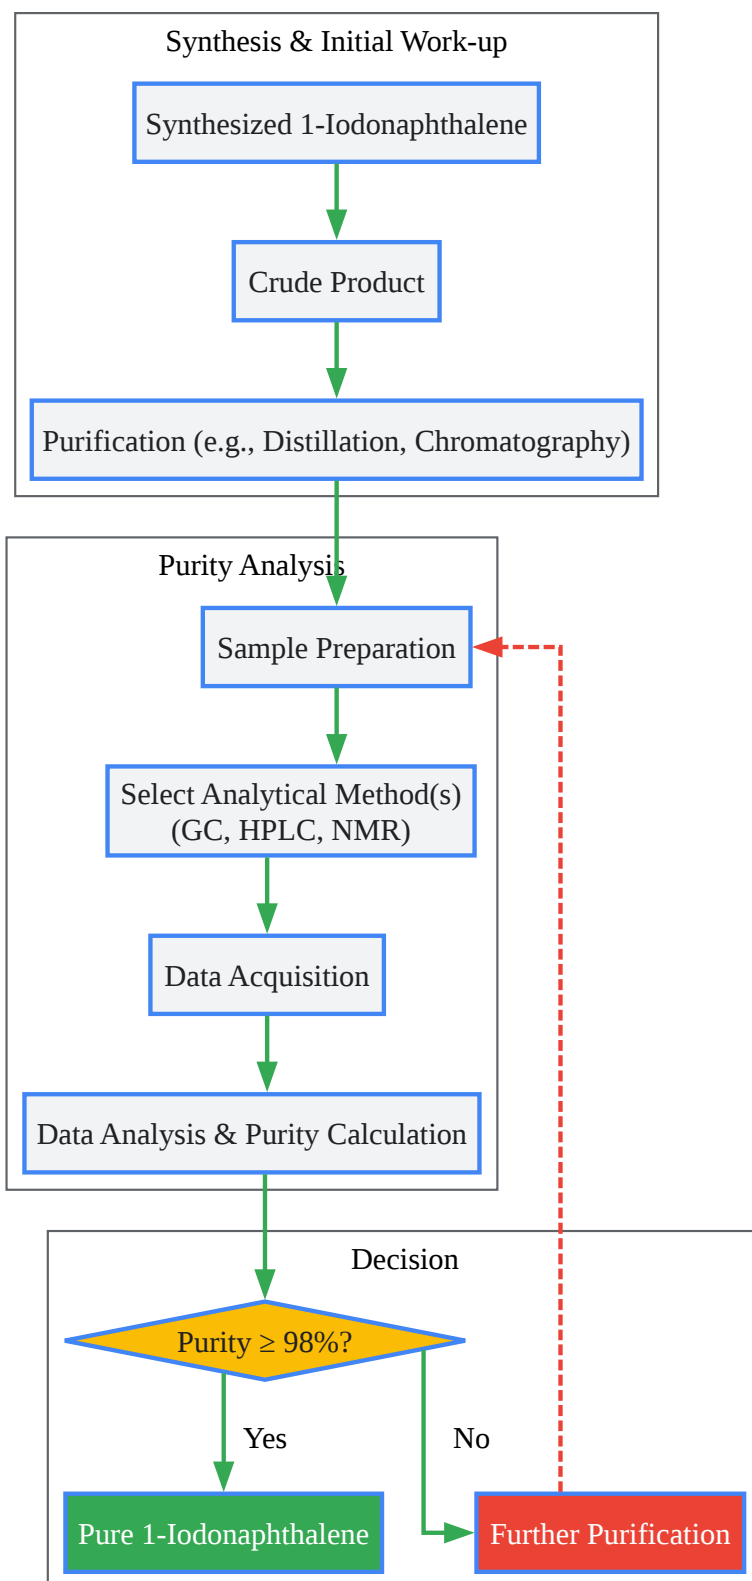 Synthesis & Initial Work-up
Synthesized 1-Iodonaphthalene
Crude Product
Purification (e.g., Distillation, Chromatography)
Purity Analysis
Sample Preparation
Select Analytical Method(s)
(GC, HPLC, NMR)
Data Acquisition
Data Analysis & Purity Calculation
Decision
Purity ≥ 98%?
Yes
No
Pure 1-Iodonaphthalene
Further Purification